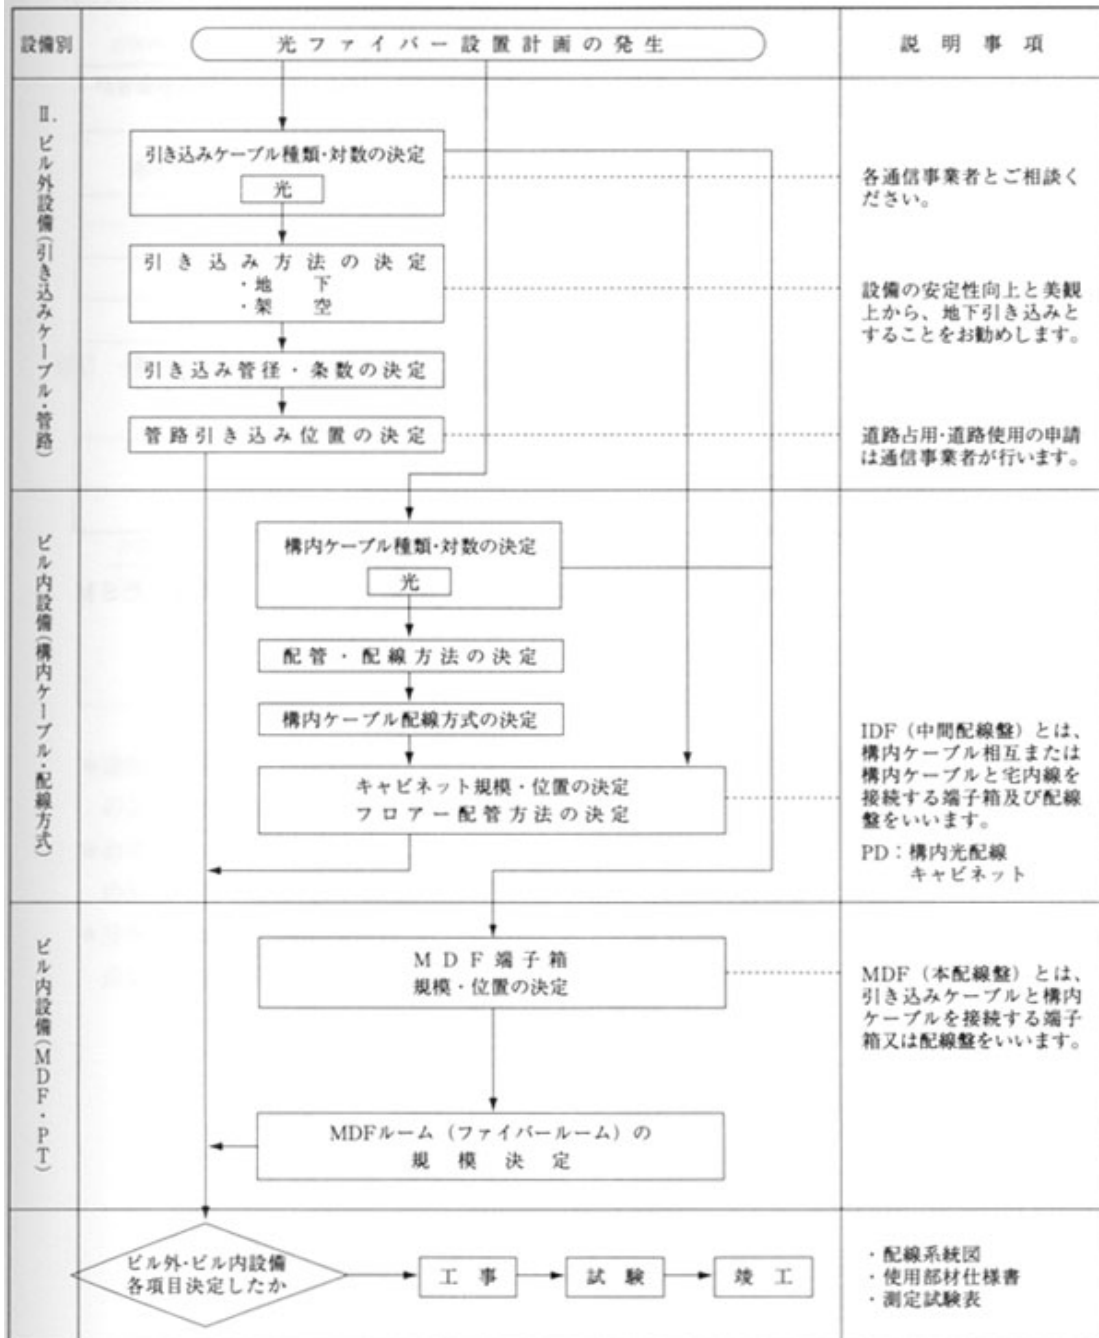 設備別
光ファイバー設置計画の発生
説明事項
Ⅱ.ビル外設備(引き込みケーブル・管路)
引き込みケーブル種類・対数の決定
光
各通信事業者とご相談く
ださい。
引き込み方法の決定
・地　下
・架　空
設備の安定性向上と美観
上から、地下引き込みと
することをお勧めします。
引き込み管径・条数の決定
管路引き込み位置の決定
道路占用・道路使用の申請
は通信事業者が行います。
ビル内設備(構内ケーブル・配線方式)
構内ケーブル種類・対数の決定
光
配管・配線方法の決定
構内ケーブル配線方式の決定
キャビネット規模・位置の決定
フロアー配管方法の決定
IDF（中間配線盤）とは、
構内ケーブル相互または
構内ケーブルと宅内線を
接続する端子箱及び配線
盤をいいます。
PD：構内光配線
キャビネット
ビル内設備(MDF・PT)
MDF端子箱
規模・位置の決定
MDF（本配線盤）とは、
引き込みケーブルと構内
ケーブルを接続する端子
箱又は配線盤をいいます。
MDFルーム（ファイバールーム）の
規模決定
ビル外・ビル内設備
各項目決定したか
工事
試験
竣工
・配線系統図
・使用部材仕様書
・測定試験表